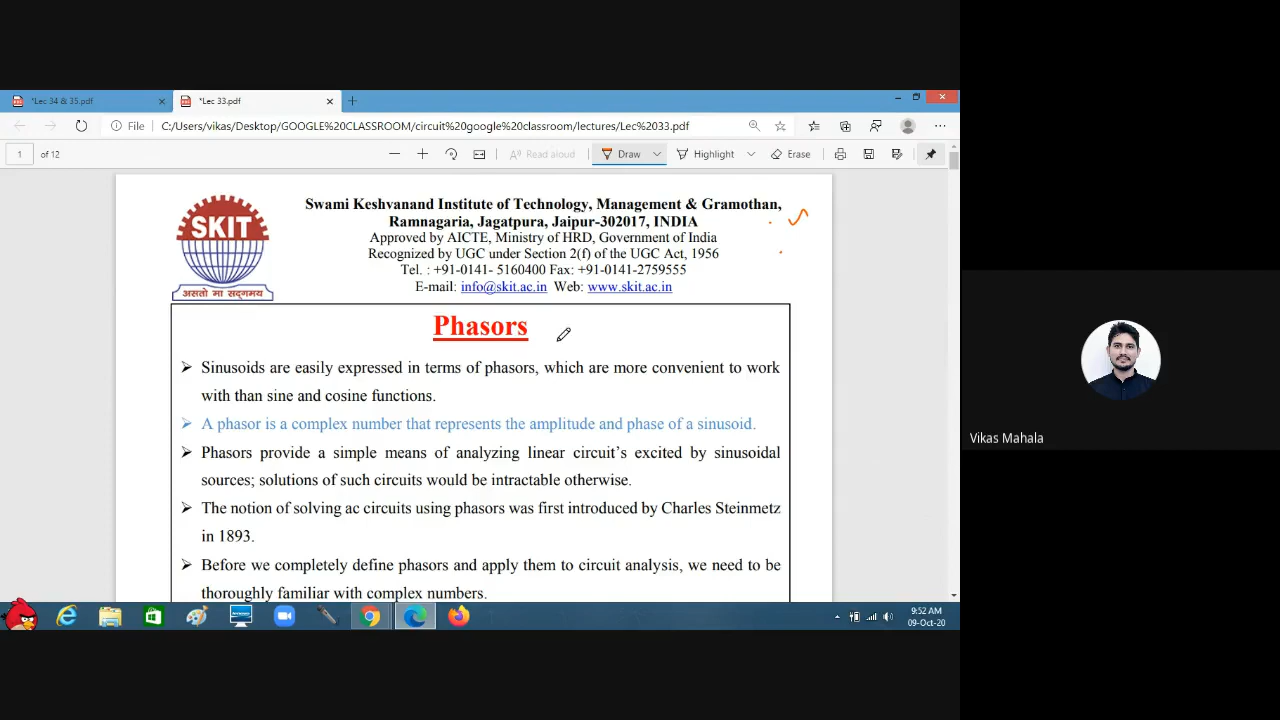 *Lec 34 & 35.pdf
*Lec 33.pdf
File
C:/Users/vikas/Desktop/GOOGLE%20CLASSROOM/circuit%20google%20classroom/lectures/Lec%2033.pdf
1 of 12
Read aloud
Draw
Highlight
Erase
SKIT
असतो मा सद्गमय
Swami Keshvanand Institute of Technology, Management & Gramothan,
Ramnagaria, Jagatpura, Jaipur-302017, INDIA
Approved by AICTE, Ministry of HRD, Government of India
Recognized by UGC under Section 2(f) of the UGC Act, 1956
Tel. : +91-0141- 5160400 Fax: +91-0141-2759555
E-mail: info@skit.ac.in Web: www.skit.ac.in
Phasors
➢ Sinusoids are easily expressed in terms of phasors, which are more convenient to work
with than sine and cosine functions.
➢ A phasor is a complex number that represents the amplitude and phase of a sinusoid.
➢ Phasors provide a simple means of analyzing linear circuit's excited by sinusoidal
sources; solutions of such circuits would be intractable otherwise.
➢ The notion of solving ac circuits using phasors was first introduced by Charles Steinmetz
in 1893.
➢ Before we completely define phasors and apply them to circuit analysis, we need to be
thoroughly familiar with complex numbers.
9:52 AM
09-Oct-20
Vikas Mahala